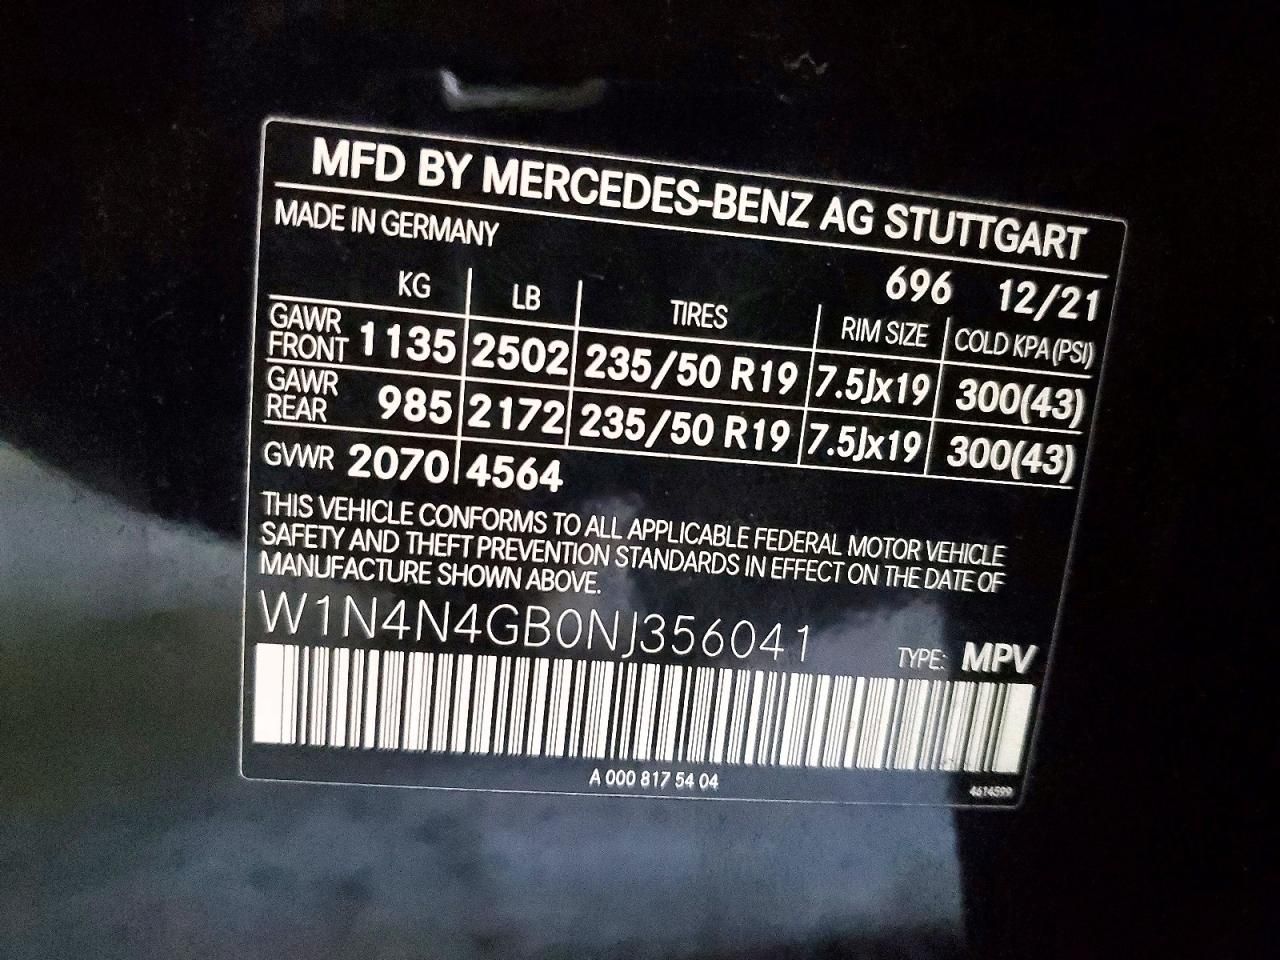 MFD BY MERCEDES-BENZ AG STUTTGART
MADE IN GERMANY
696 12/21
KG LB TIRES RIM SIZE COLD KPA (PSI)
GAWR FRONT 1135 2502 235/50 R19 7.5Jx19 300(43)
GAWR REAR 985 2172 235/50 R19 7.5Jx19 300(43)
GVWR 2070 4564
THIS VEHICLE CONFORMS TO ALL APPLICABLE FEDERAL MOTOR VEHICLE
SAFETY AND THEFT PREVENTION STANDARDS IN EFFECT ON THE DATE OF
MANUFACTURE SHOWN ABOVE.
W1N4N4GB0NJ356041 TYPE: MPV
A 000 817 54 04
4614599